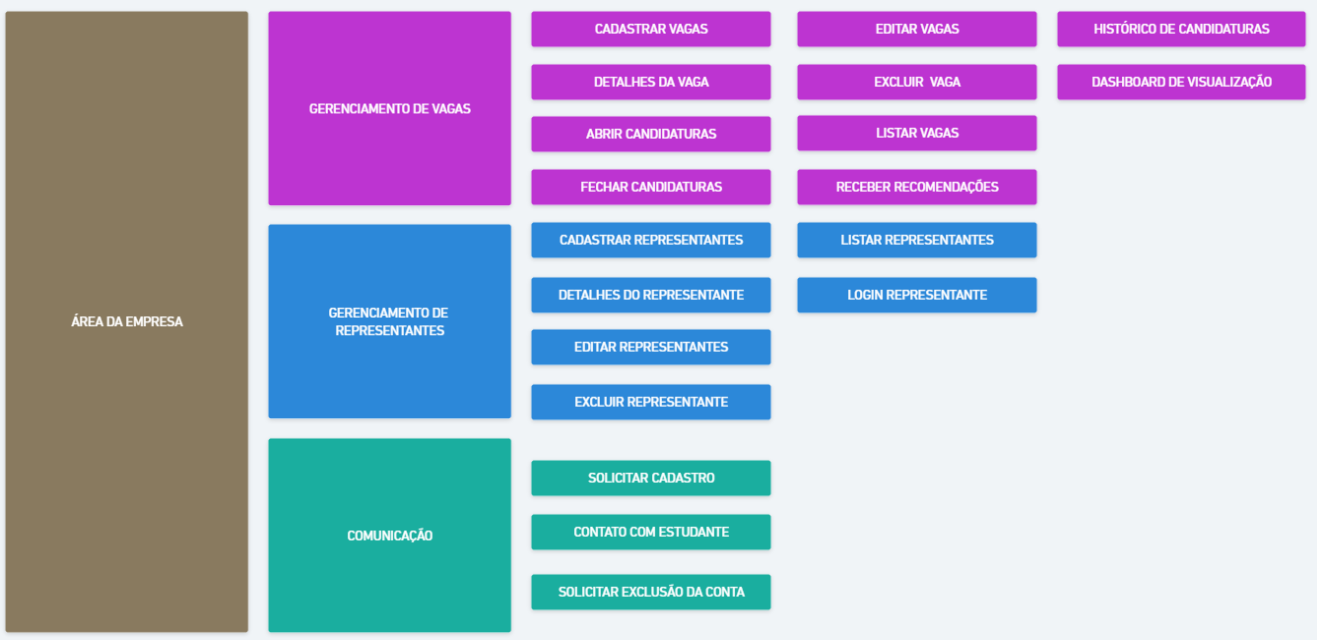 ÁREA DA EMPRESA
GERENCIAMENTO DE VAGAS
CADASTRAR VAGAS
EDITAR VAGAS
HISTÓRICO DE CANDIDATURAS
DETALHES DA VAGA
EXCLUIR VAGA
DASHBOARD DE VISUALIZAÇÃO
ABRIR CANDIDATURAS
LISTAR VAGAS
FECHAR CANDIDATURAS
RECEBER RECOMENDAÇÕES
GERENCIAMENTO DE
REPRESENTANTES
CADASTRAR REPRESENTANTES
LISTAR REPRESENTANTES
DETALHES DO REPRESENTANTE
LOGIN REPRESENTANTE
EDITAR REPRESENTANTES
EXCLUIR REPRESENTANTE
COMUNICAÇÃO
SOLICITAR CADASTRO
CONTATO COM ESTUDANTE
SOLICITAR EXCLUSÃO DA CONTA